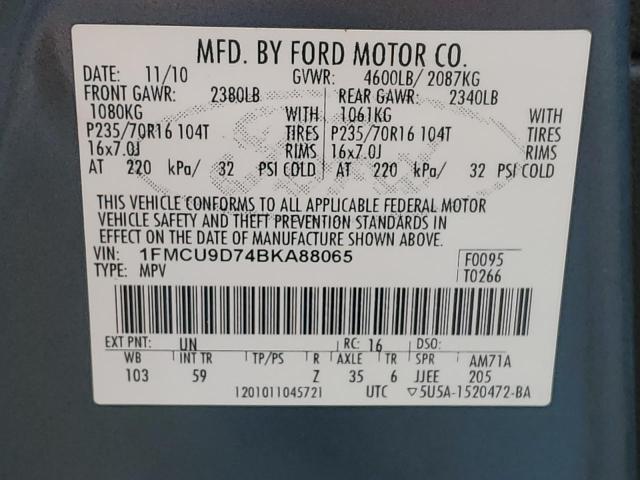 MFD. BY FORD MOTOR CO.
DATE: 11/10 GVWR: 4600LB/ 2087KG
FRONT GAWR: 2380LB REAR GAWR: 2340LB
1080KG WITH 1061KG WITH
P235/70R16 104T TIRES P235/70R16 104T TIRES
16x7.0J RIMS 16x7.0J RIMS
AT 220 kPa/ 32 PSI COLD AT 220 kPa/ 32 PSI COLD
THIS VEHICLE CONFORMS TO ALL APPLICABLE FEDERAL MOTOR
VEHICLE SAFETY AND THEFT PREVENTION STANDARDS IN
EFFECT ON THE DATE OF MANUFACTURE SHOWN ABOVE.
VIN: 1FMCU9D74BKA88065 F0095
TYPE: MPV T0266
EXT PNT: UN RC: 16 DSO:
WB INT TR TP/PS R AXLE TR SPR AM71A
103 59 Z 35 6 JJEE 205
1201011045721 UTC ▽5U5A-1520472-BA